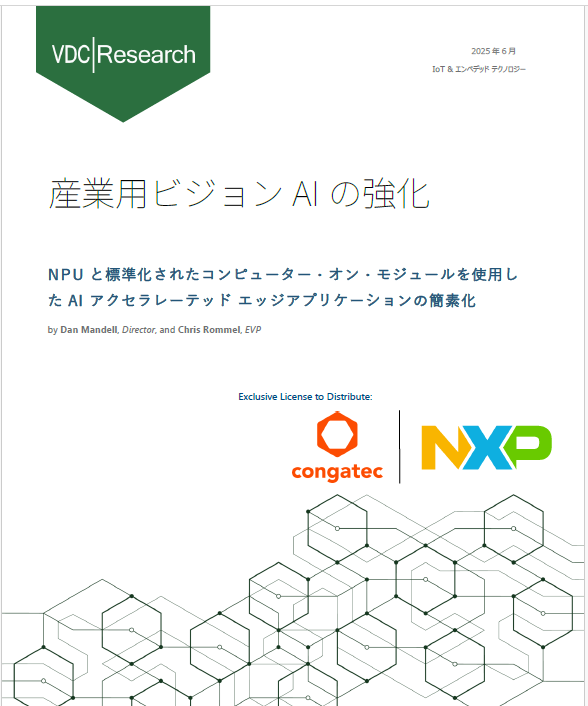 VDC|Research
2025 年 6 月
IoT & エンベデッド テクノロジー
産業用ビジョン AI の強化
NPU と標準化されたコンピューター・オン・モジュールを使用し
た AI アクセラレーテッド エッジアプリケーションの簡素化
by Dan Mandell, Director, and Chris Rommel, EVP
Exclusive License to Distribute:
congatec
NXP